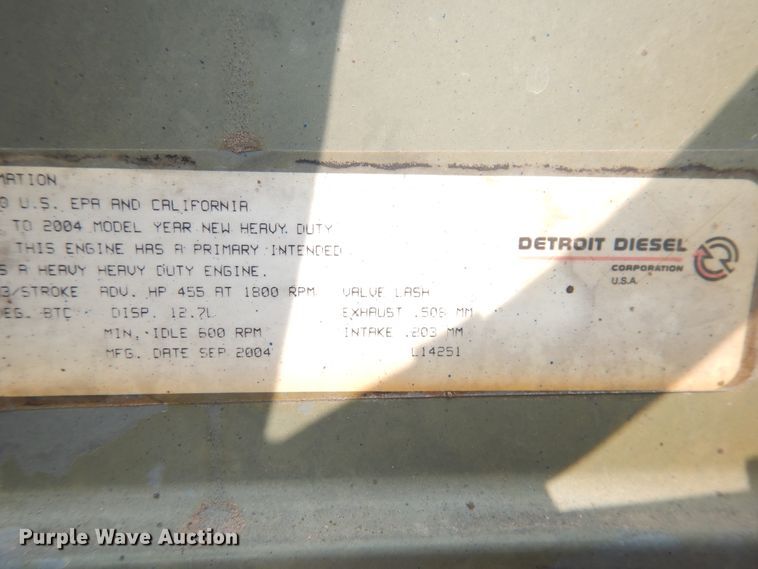 MATION
U.S. EPA AND CALIFORNIA
TO 2004 MODEL YEAR NEW HEAVY DUTY
THIS ENGINE HAS A PRIMARY INTENDED
S A HEAVY HEAVY DUTY ENGINE.
3/STROKE ADV. HP 455 AT 1800 RPM VALVE LASH
EG. BTC DISP. 12.7L EXHAUST .508 MM
MIN. IDLE 600 RPM INTAKE .203 MM
MFG. DATE SEP 2004 L14251
DETROIT DIESEL
CORPORATION
U.S.A.
Purple Wave Auction